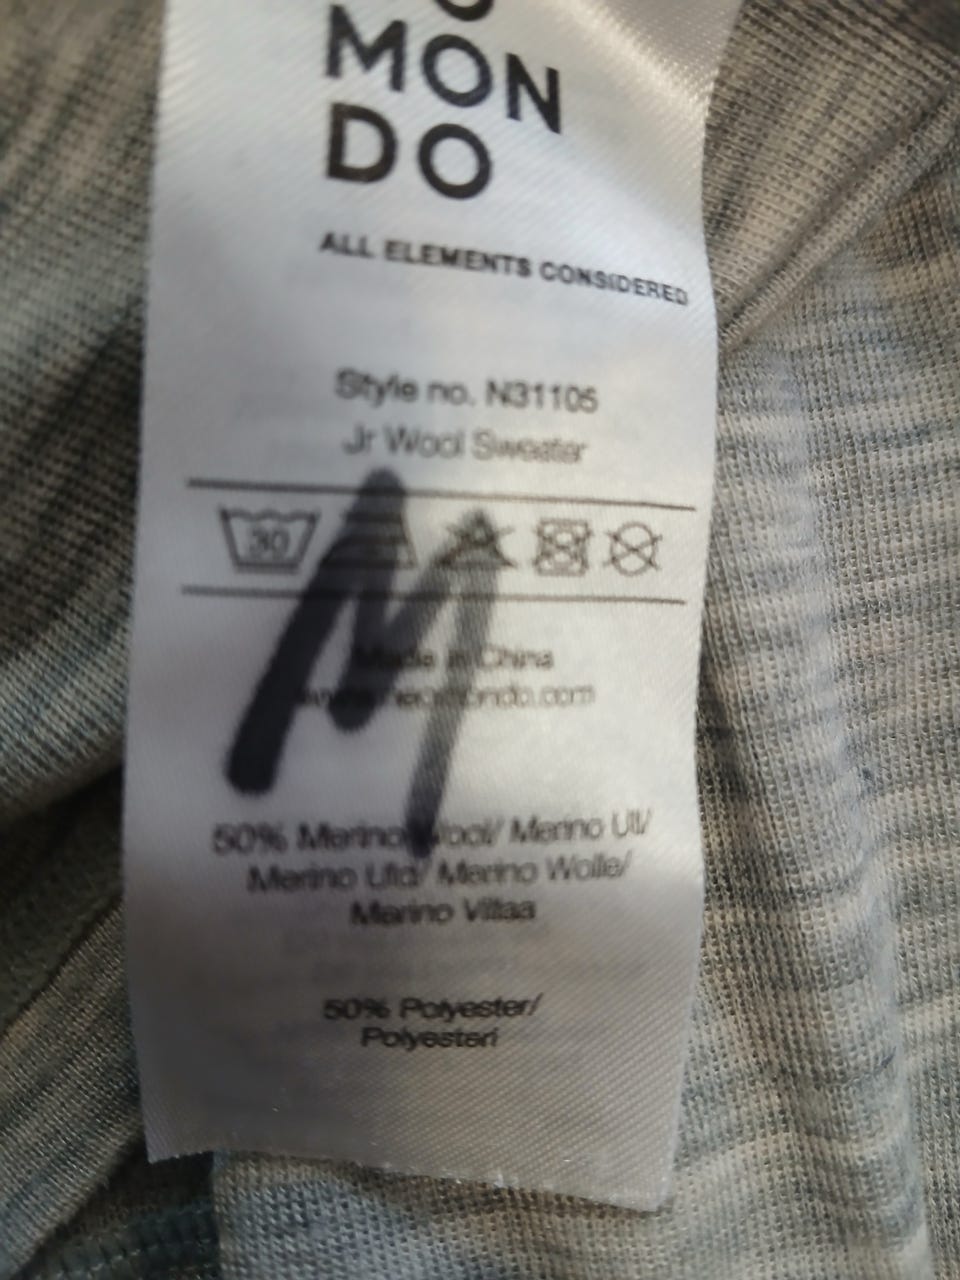 MON
DO
ALL ELEMENTS CONSIDERED
Style no. N31105
Jr Wool Sweater
30
M
Made in China
50% Merino Wool/ Merino Ull/
Merino Uld/ Merino Wolle/
Merino Villaa
50% Polyester/
Polyesteri